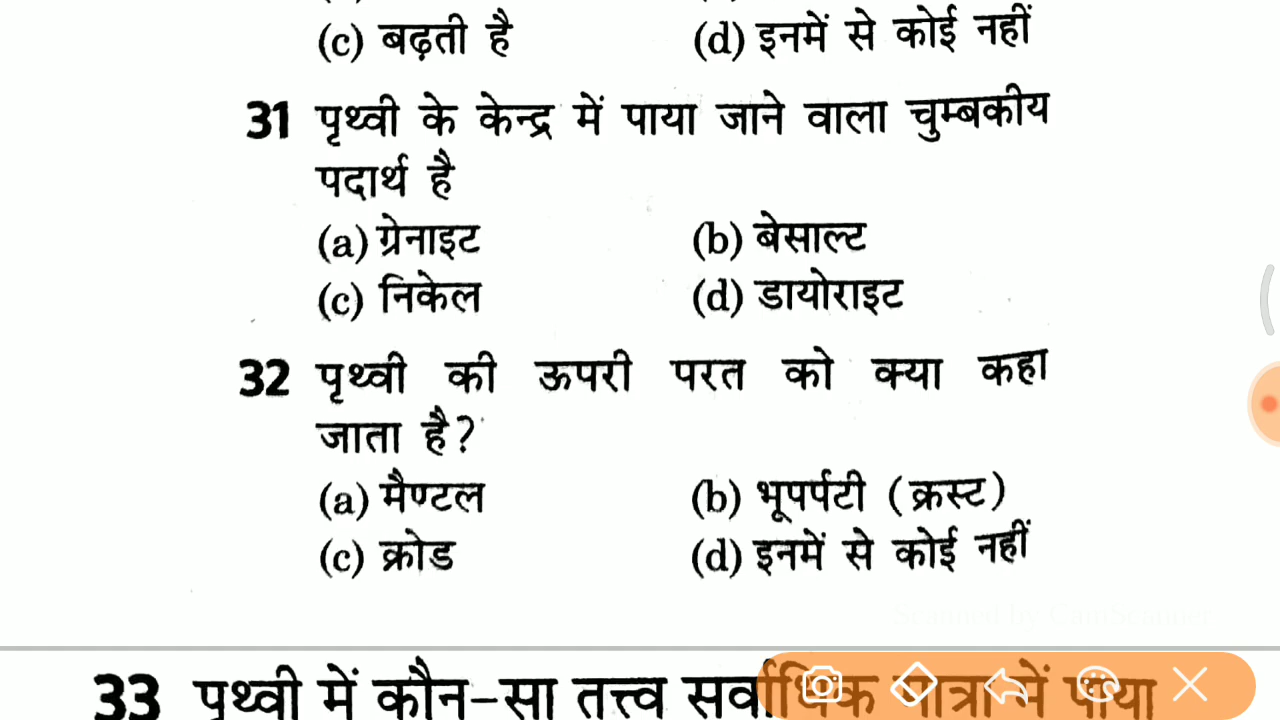 (c) बढ़ती है (d) इनमें से कोई नहीं
31 पृथ्वी के केन्द्र में पाया जाने वाला चुम्बकीय
पदार्थ है
(a) ग्रेनाइट (b) बेसाल्ट
(c) निकेल (d) डायोराइट
32 पृथ्वी की ऊपरी परत को क्या कहा
जाता है?
(a) मैण्टल (b) भूपर्पटी (क्रस्ट)
(c) क्रोड (d) इनमें से कोई नहीं
33 पृथ्वी में कौन-सा तत्त्व सर्वाधिक मात्रा में पाया